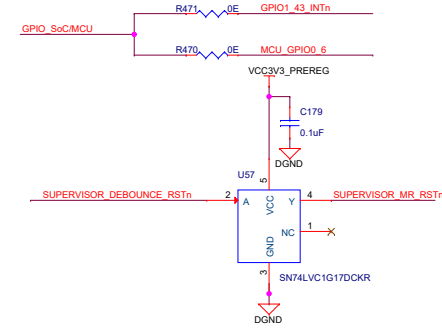 R471 0E GPIO1_43_INTn
GPIO_SoC/MCU
R470 0E MCU_GPIO0_6
VCC3V3_PREREG
C179
0.1uF
DGND
U57
5
SUPERVISOR_DEBOUNCE_RSTn 2 A VCC Y 4 SUPERVISOR_MR_RSTn
NC 1
GND
3
SN74LVC1G17DCKR
DGND